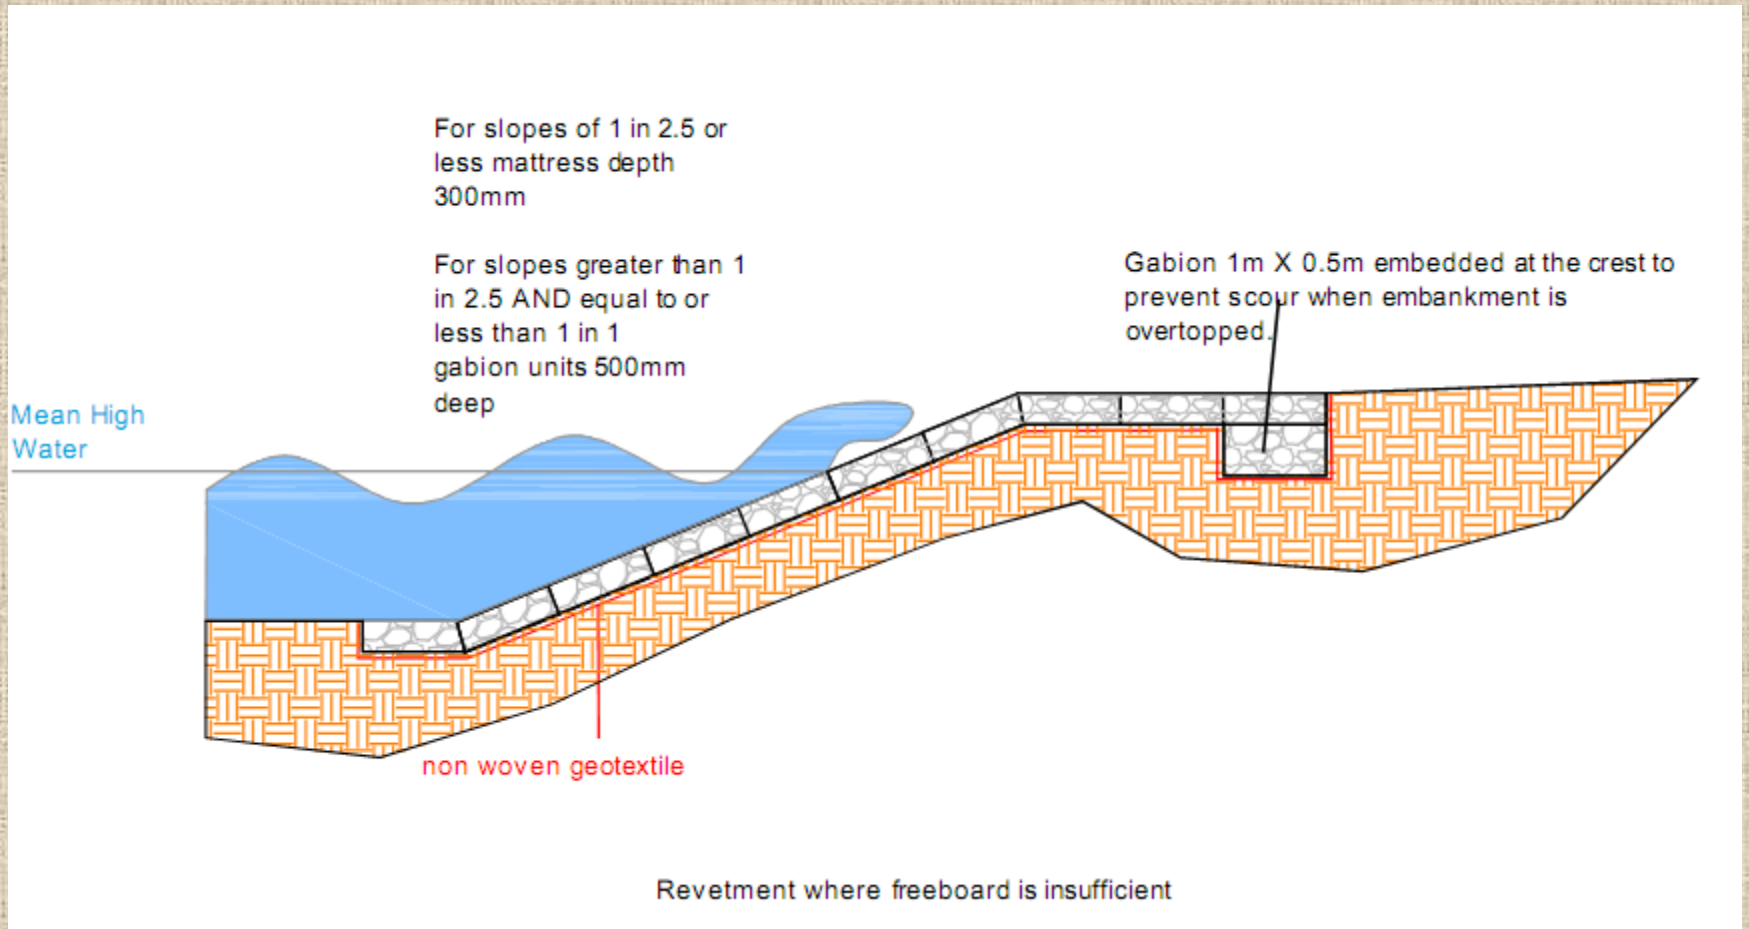 For slopes of 1 in 2.5 or
less mattress depth
300mm
For slopes greater than 1
in 2.5 AND equal to or
less than 1 in 1
gabion units 500mm
deep
Gabion 1m X 0.5m embedded at the crest to
prevent scour when embankment is
overtopped.
Mean High
Water
non woven geotextile
Revetment where freeboard is insufficient